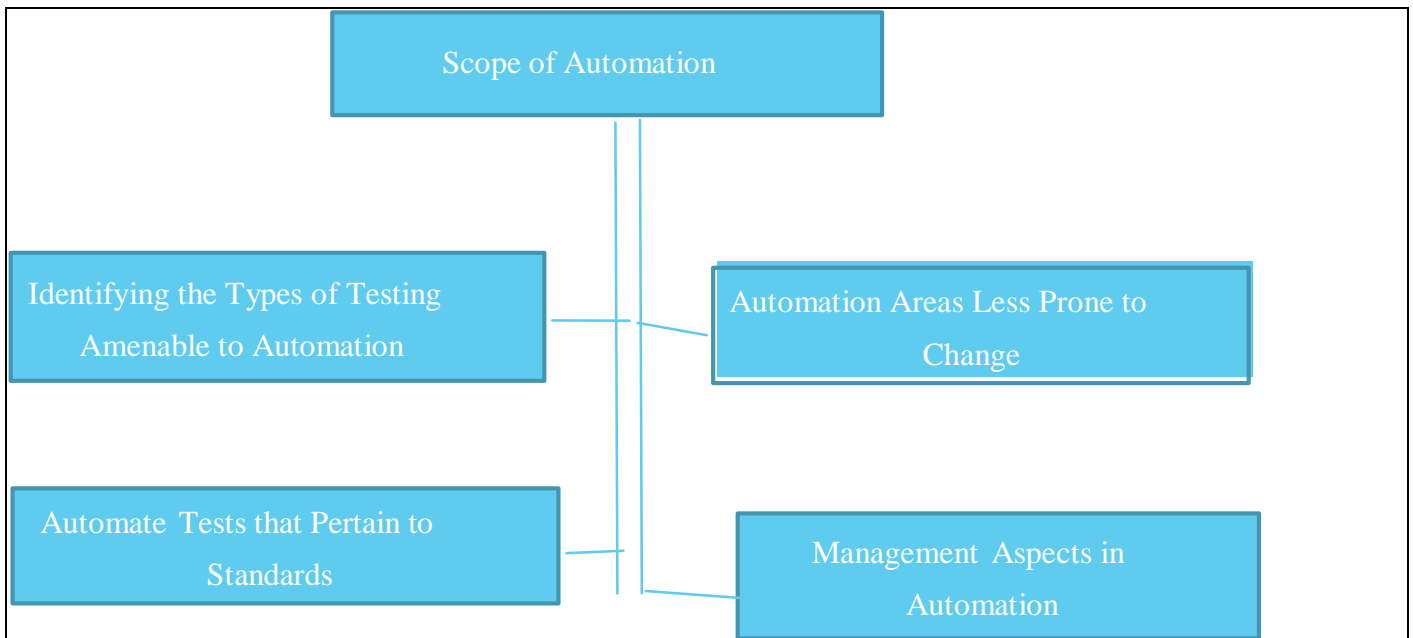 Scope of Automation
Identifying the Types of Testing
Amenable to Automation
Automation Areas Less Prone to
Change
Automate Tests that Pertain to
Standards
Management Aspects in
Automation